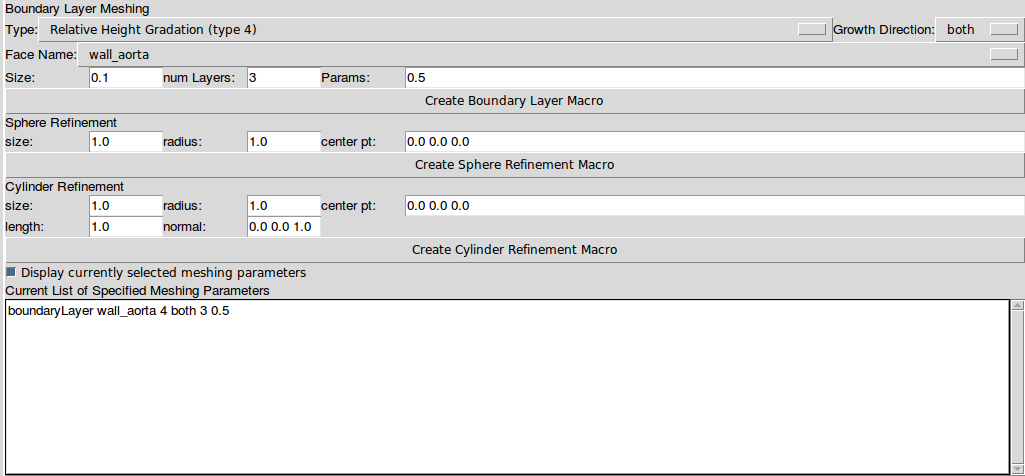 Boundary Layer Meshing
Type: Relative Height Gradation (type 4) Growth Direction: both
Face Name: wall_aorta
Size: 0.1 num Layers: 3 Params: 0.5
Create Boundary Layer Macro
Sphere Refinement
size: 1.0 radius: 1.0 center pt: 0.0 0.0 0.0
Create Sphere Refinement Macro
Cylinder Refinement
size: 1.0 radius: 1.0 center pt: 0.0 0.0 0.0
length: 1.0 normal: 0.0 0.0 1.0
Create Cylinder Refinement Macro
Display currently selected meshing parameters
Current List of Specified Meshing Parameters
boundaryLayer wall_aorta 4 both 3 0.5